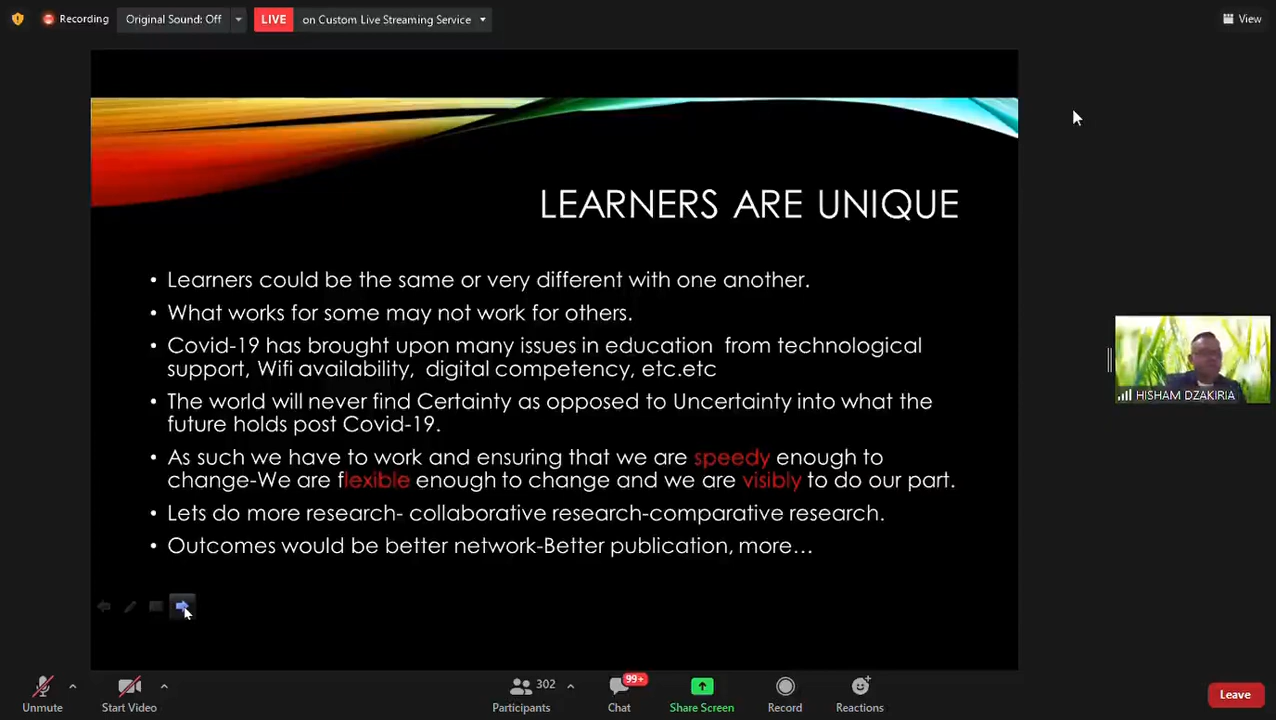 Recording
Original Sound: Off
LIVE
on Custom Live Streaming Service
View
LEARNERS ARE UNIQUE
• Learners could be the same or very different with one another.
• What works for some may not work for others.
• Covid-19 has brought upon many issues in education from technological
support, Wifi availability, digital competency, etc.etc
• The world will never find Certainty as opposed to Uncertainty into what the
future holds post Covid-19.
• As such we have to work and ensuring that we are speedy enough to
change-We are flexible enough to change and we are visibly to do our part.
• Lets do more research- collaborative research-comparative research.
• Outcomes would be better network-Better publication, more…
HISHAM DZAKIRIA
Unmute
Start Video
302
Participants
99+
Chat
Share Screen
Record
Reactions
Leave